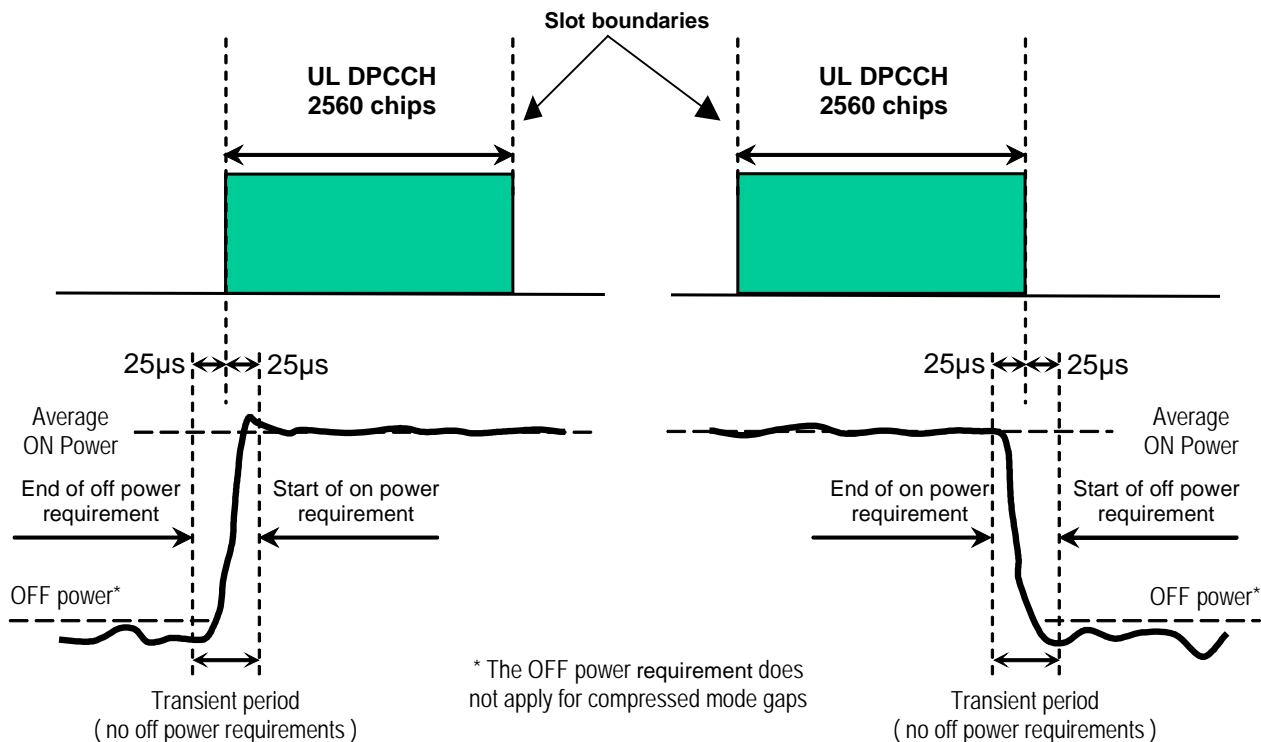 Slot boundaries
UL DPCCH
2560 chips
UL DPCCH
2560 chips
25µs
25µs
25µs
25µs
Average
ON Power
Average
ON Power
End of off power
requirement
Start of on power
requirement
End of on power
requirement
Start of off power
requirement
OFF power*
OFF power*
* The OFF power requirement does
not apply for compressed mode gaps
Transient period
( no off power requirements )
Transient period
( no off power requirements )